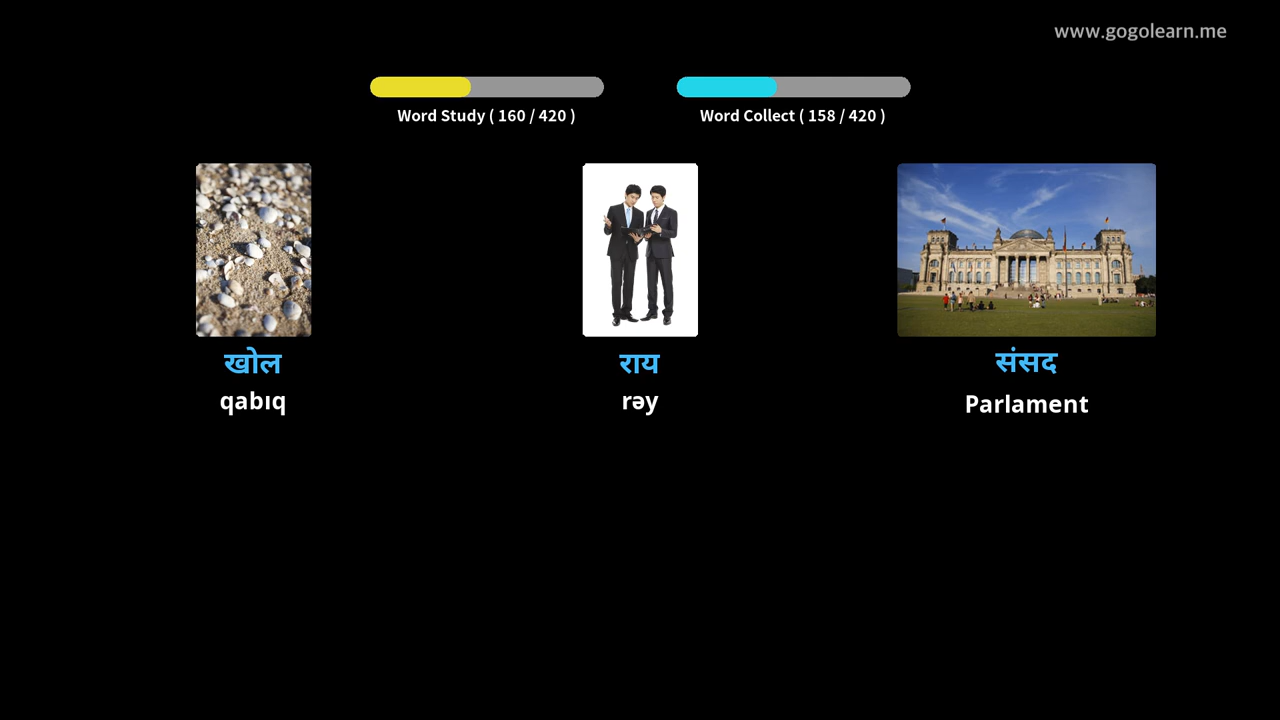 www.gogolearn.me
Word Study ( 160 / 420 )
Word Collect ( 158 / 420 )
खोल
राय
संसद
qabıq
rəy
Parlament